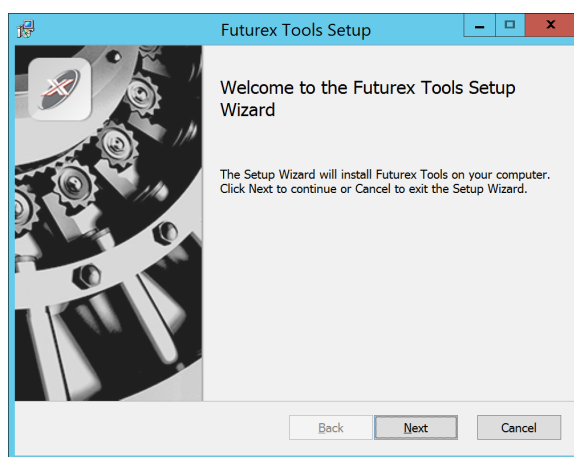 Futurex Tools Setup
Welcome to the Futurex Tools Setup
Wizard
The Setup Wizard will install Futurex Tools on your computer.
Click Next to continue or Cancel to exit the Setup Wizard.
Back Next Cancel